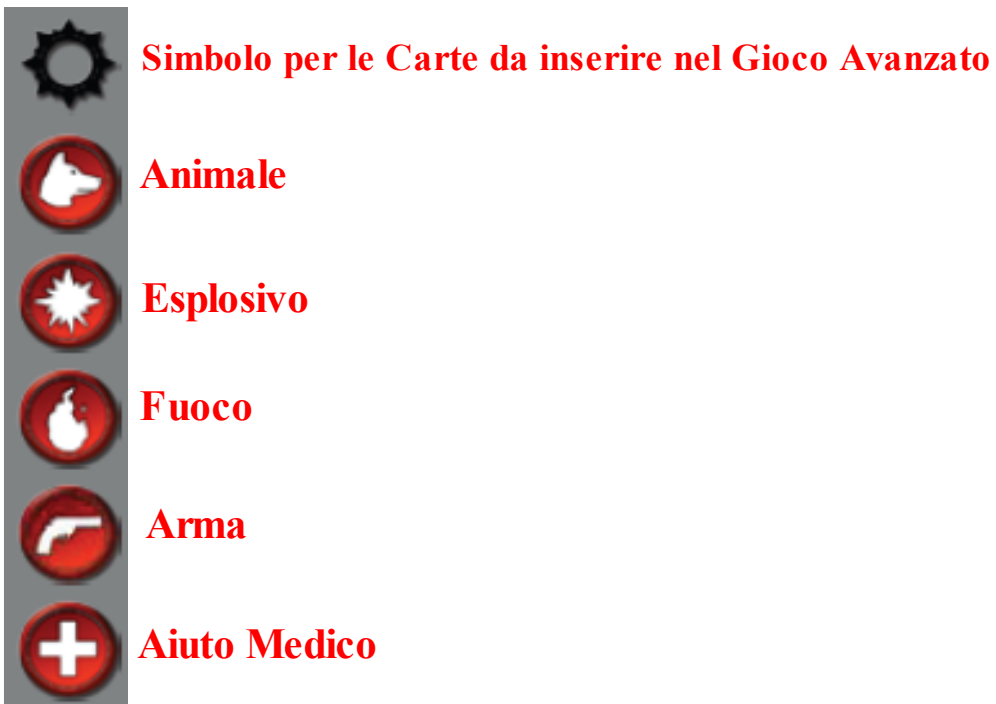 Simbolo per le Carte da inserire nel Gioco Avanzato
Animale
Esplosivo
Fuoco
Arma
Aiuto Medico